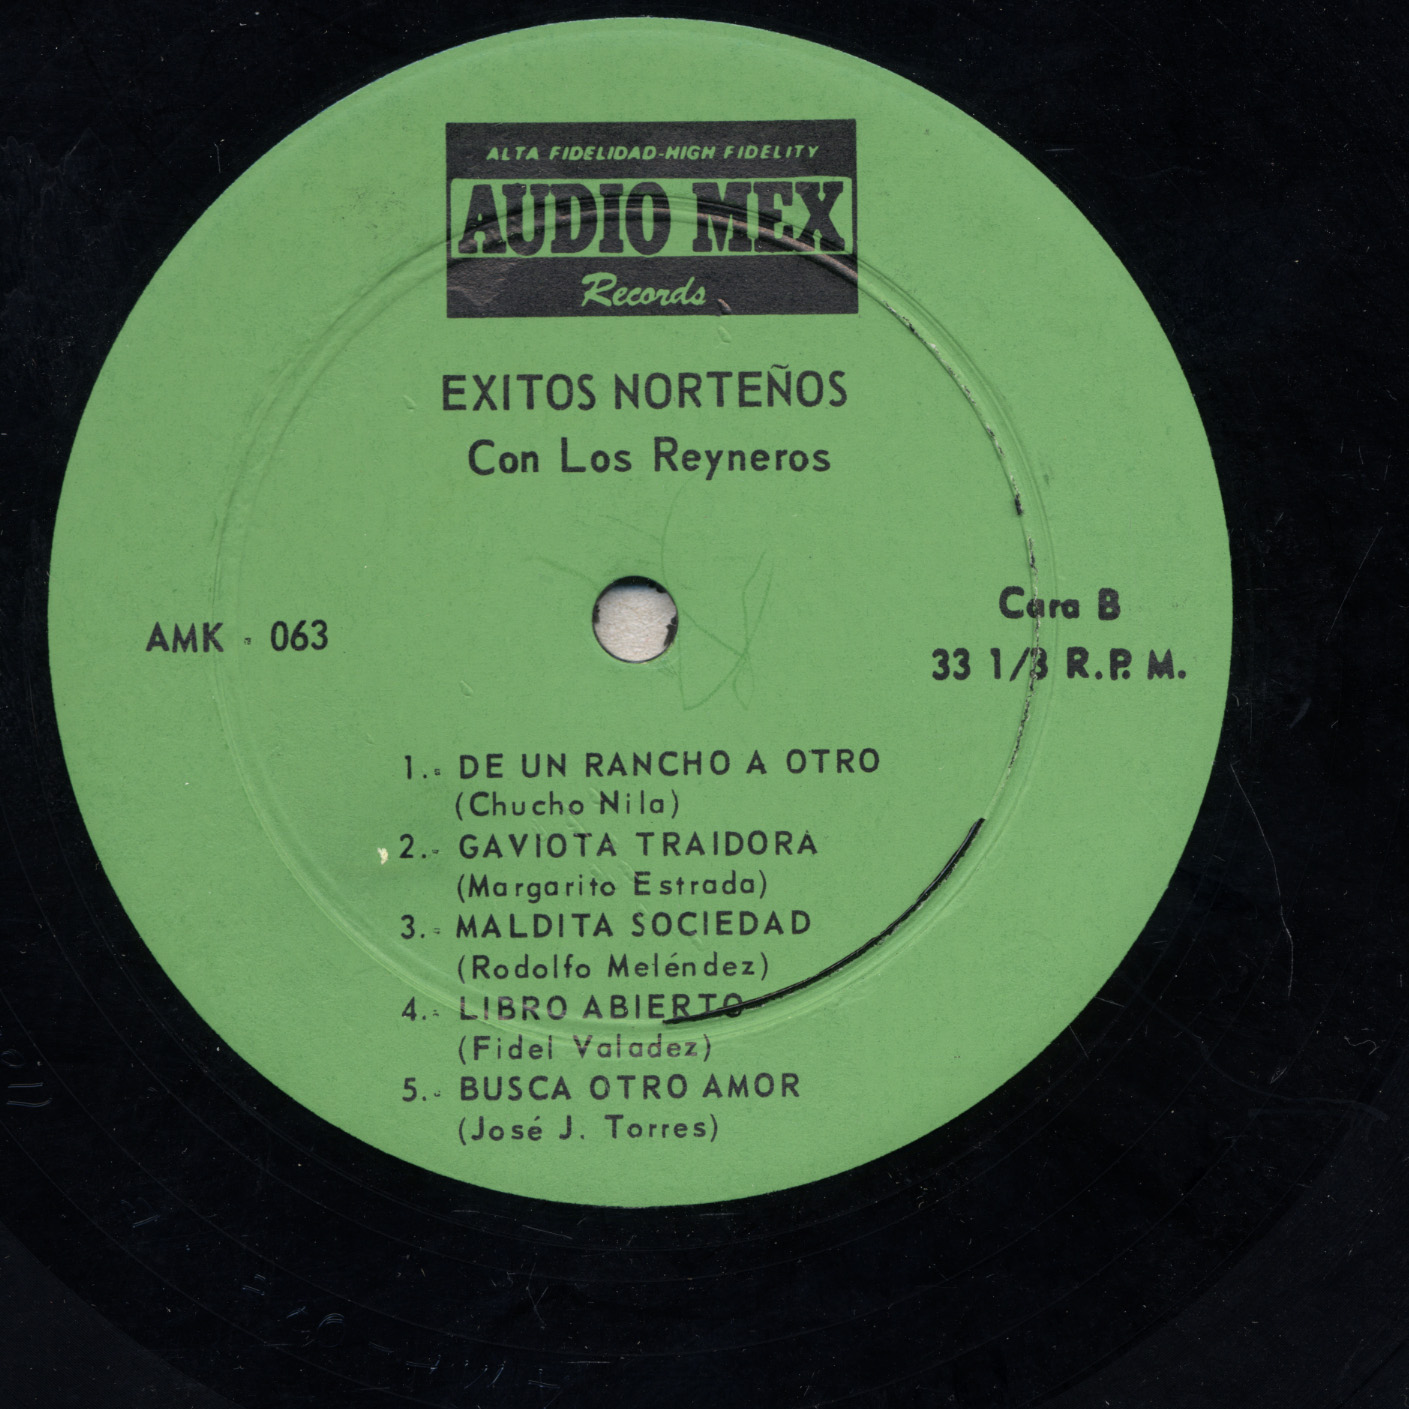 ALTA FIDELIDAD-HIGH FIDELITY
AUDIO MEX
Records
EXITOS NORTEÑOS
Con Los Reyneros
AMK - 063
Cara B
33 1/3 R.P.M.
1.- DE UN RANCHO A OTRO
(Chucho Nila)
2.- GAVIOTA TRAIDORA
(Margarito Estrada)
3.- MALDITA SOCIEDAD
(Rodolfo Meléndez)
4.- LIBRO ABIERTO
(Fidel Valadez)
5.- BUSCA OTRO AMOR
(José J. Torres)